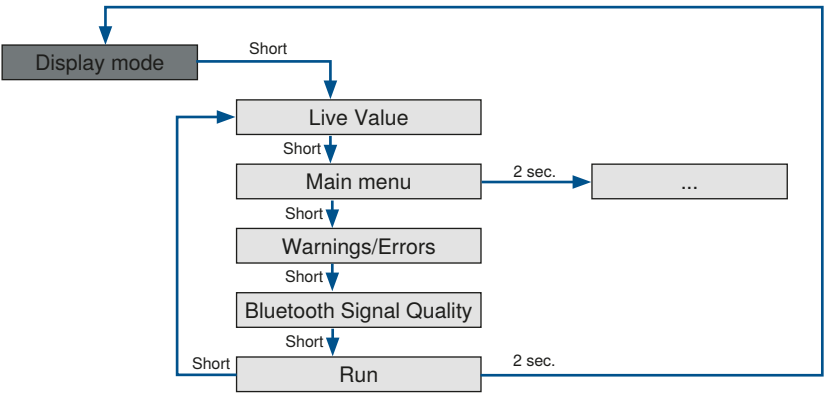 Short
Display mode
Live Value
Short
Main menu
2 sec.
...
Short
Warnings/Errors
Short
Bluetooth Signal Quality
Short
Short
Run
2 sec.